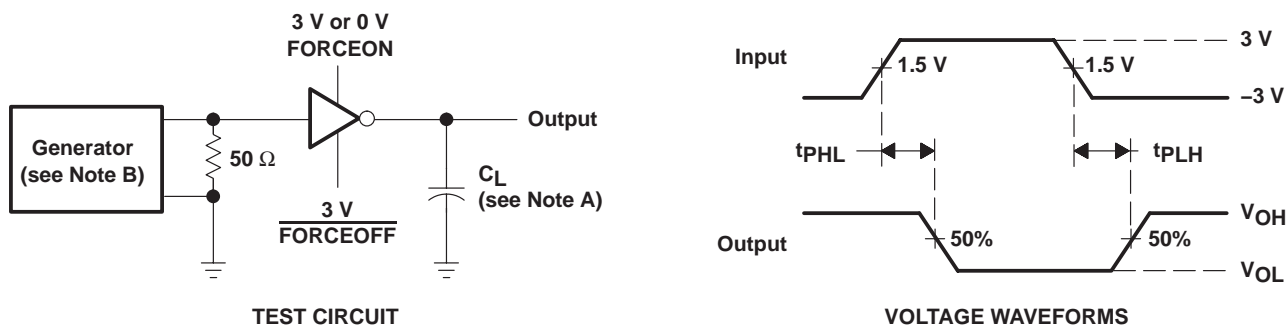 3 V or 0 V
FORCEON
Generator
(see Note B)
50 Ω
Output
CL
(see Note A)
3 V
FORCEOFF
TEST CIRCUIT
Input
1.5 V
1.5 V
3 V
–3 V
tPHL
tPLH
Output
50%
50%
VOH
VOL
VOLTAGE WAVEFORMS